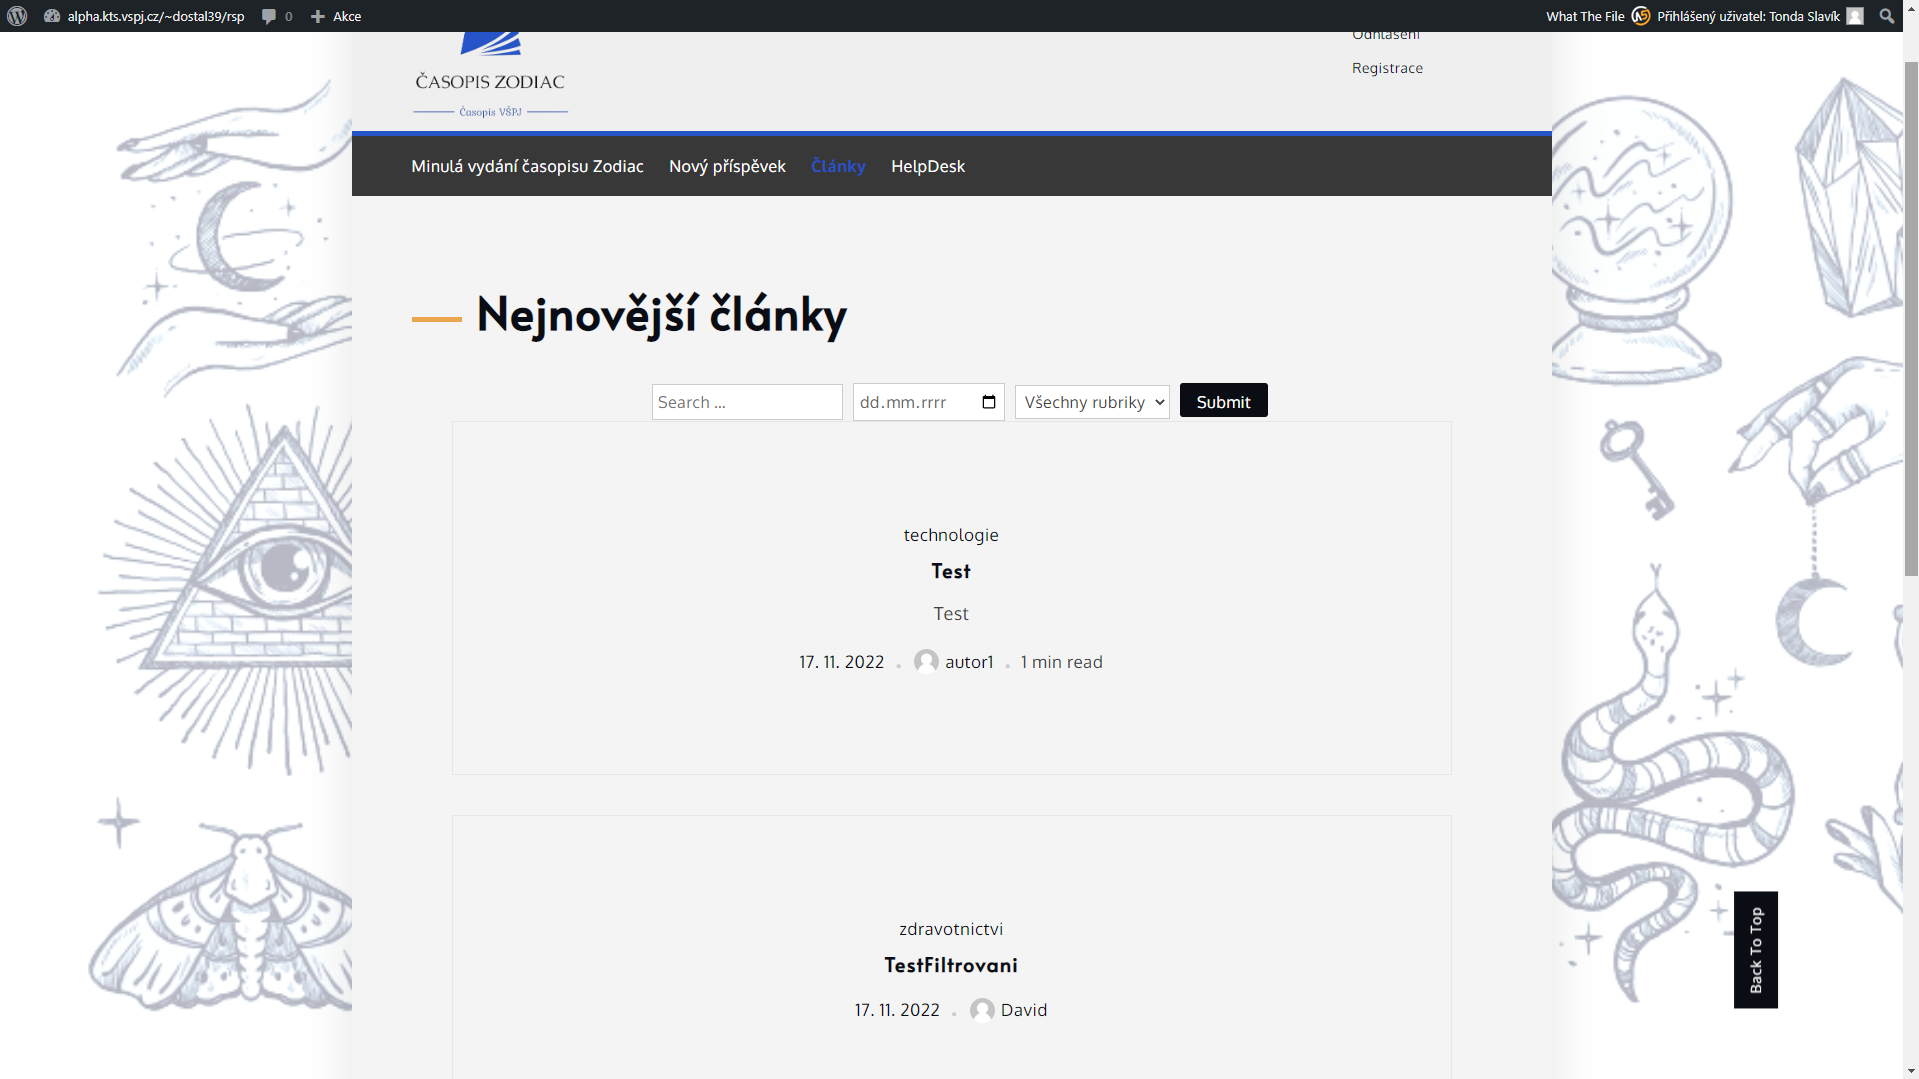 alpha.kts.vspj.cz/~dostal39/rsp 0 Akce What The File Přihlášený uživatel: Tonda Slavík
Odhlášení
Registrace
ČASOPIS ZODIAC
Časopis VŠPJ
Minulá vydání časopisu Zodiac Nový příspěvek Články HelpDesk
Nejnovější články
Search ... dd.mm.rrrr Všechny rubriky Submit
technologie
Test
Test
17. 11. 2022 autor1 1 min read
zdravotnictvi
TestFiltrovani
17. 11. 2022 David
Back To Top